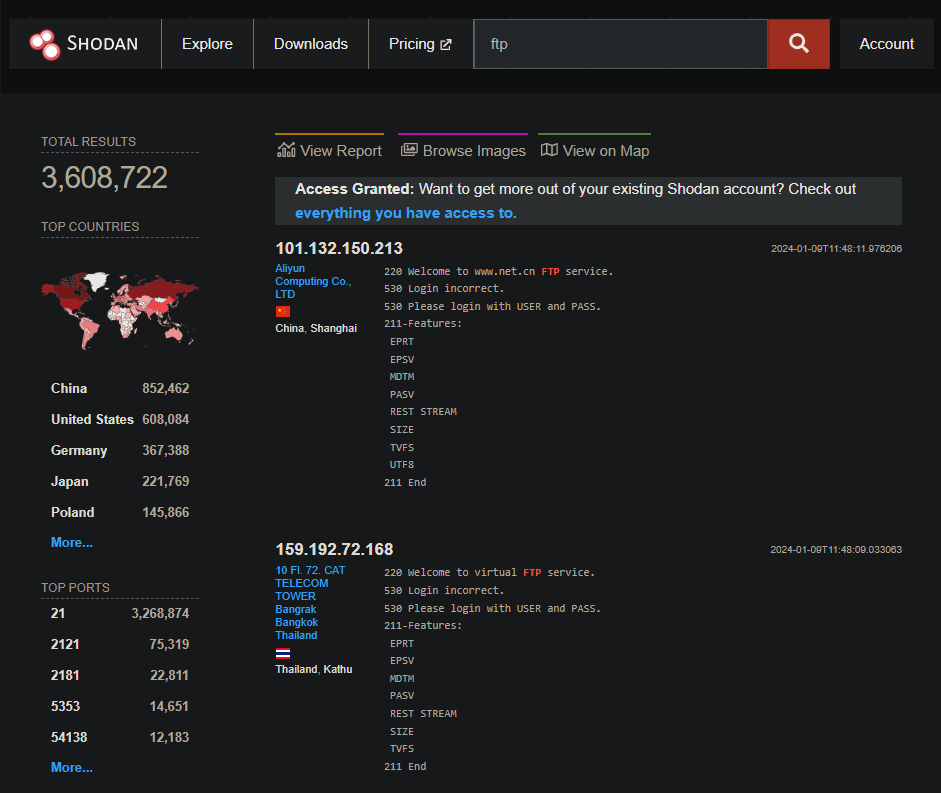 SHODAN Explore Downloads Pricing ftp Account
TOTAL RESULTS
3,608,722
TOP COUNTRIES
China 852,462
United States 608,084
Germany 367,388
Japan 221,769
Poland 145,866
More...
TOP PORTS
21 3,268,874
2121 75,319
2181 22,811
5353 14,651
54138 12,183
More...
View Report Browse Images View on Map
Access Granted: Want to get more out of your existing Shodan account? Check out
everything you have access to.
101.132.150.213 2024-01-09T11:48:11.976206
Aliyun
Computing Co.,
LTD
China, Shanghai
220 Welcome to www.net.cn FTP service.
530 Login incorrect.
530 Please login with USER and PASS.
211-Features:
EPRT
EPSV
MDTM
PASV
REST STREAM
SIZE
TVFS
UTF8
211 End
159.192.72.168 2024-01-09T11:48:09.033063
10 Fl. 72. CAT
TELECOM
TOWER
Bangrak
Bangkok
Thailand
Thailand, Kathu
220 Welcome to virtual FTP service.
530 Login incorrect.
530 Please login with USER and PASS.
211-Features:
EPRT
EPSV
MDTM
PASV
REST STREAM
SIZE
TVFS
211 End